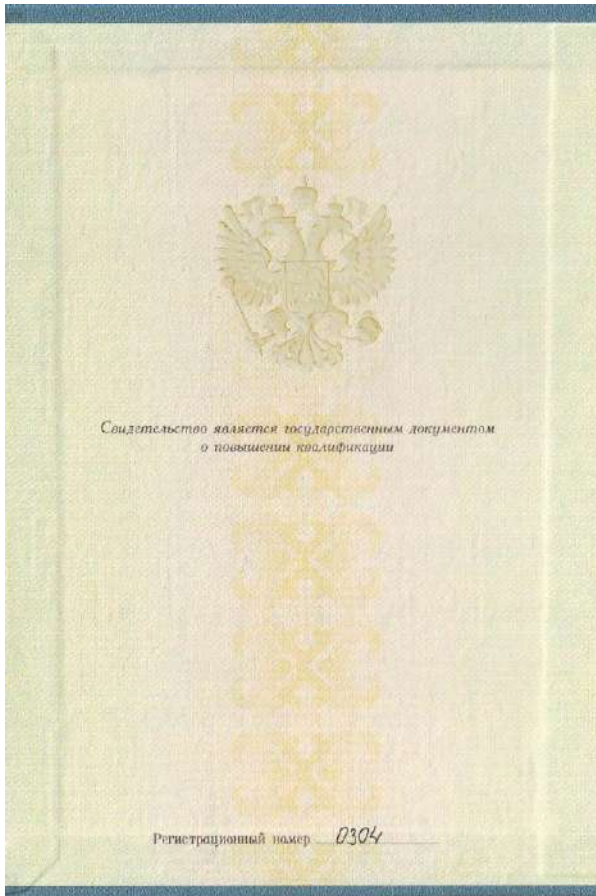 Свидетельство является государственным документом
о повышении квалификации
Регистрационный номер 0304